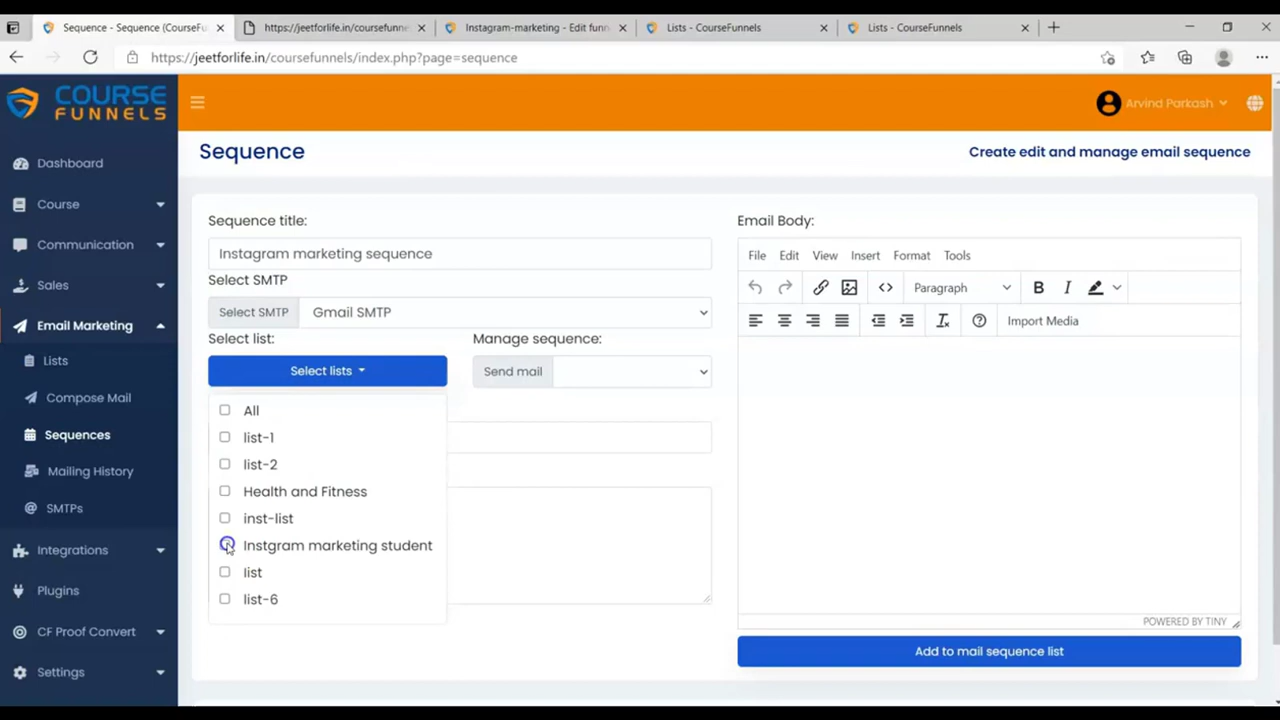 Sequence - Sequence (CourseFu
https://jeetforlife.in/coursefunne
Instagram-marketing - Edit funn
Lists - CourseFunnels
Lists - CourseFunnels
https://jeetforlife.in/coursefunnels/index.php?page=sequence
COURSE
FUNNELS
Arvind Parkash
Dashboard
Course
Communication
Sales
Email Marketing
Lists
Compose Mail
Sequences
Mailing History
SMTPs
Integrations
Plugins
CF Proof Convert
Settings
Sequence
Create edit and manage email sequence
Sequence title:
Instagram marketing sequence
Select SMTP
Select SMTP
Gmail SMTP
Select list:
Manage sequence:
Select lists
Send mail
All
list-1
list-2
Health and Fitness
inst-list
Instgram marketing student
list
list-6
Email Body:
File Edit View Insert Format Tools
Paragraph
B I
Import Media
POWERED BY TINY
Add to mail sequence list